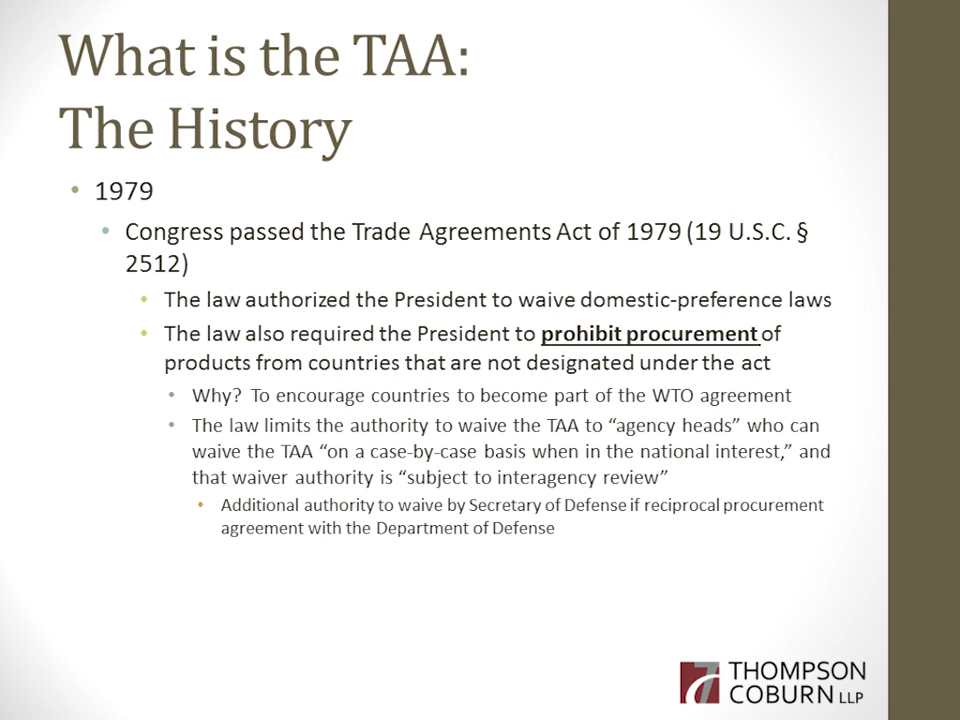 What is the TAA:
The History
• 1979
• Congress passed the Trade Agreements Act of 1979 (19 U.S.C. §
2512)
• The law authorized the President to waive domestic-preference laws
• The law also required the President to prohibit procurement of
products from countries that are not designated under the act
• Why? To encourage countries to become part of the WTO agreement
• The law limits the authority to waive the TAA to “agency heads” who can
waive the TAA “on a case-by-case basis when in the national interest,” and
that waiver authority is “subject to interagency review”
• Additional authority to waive by Secretary of Defense if reciprocal procurement
agreement with the Department of Defense
THOMPSON
COBURN LLP